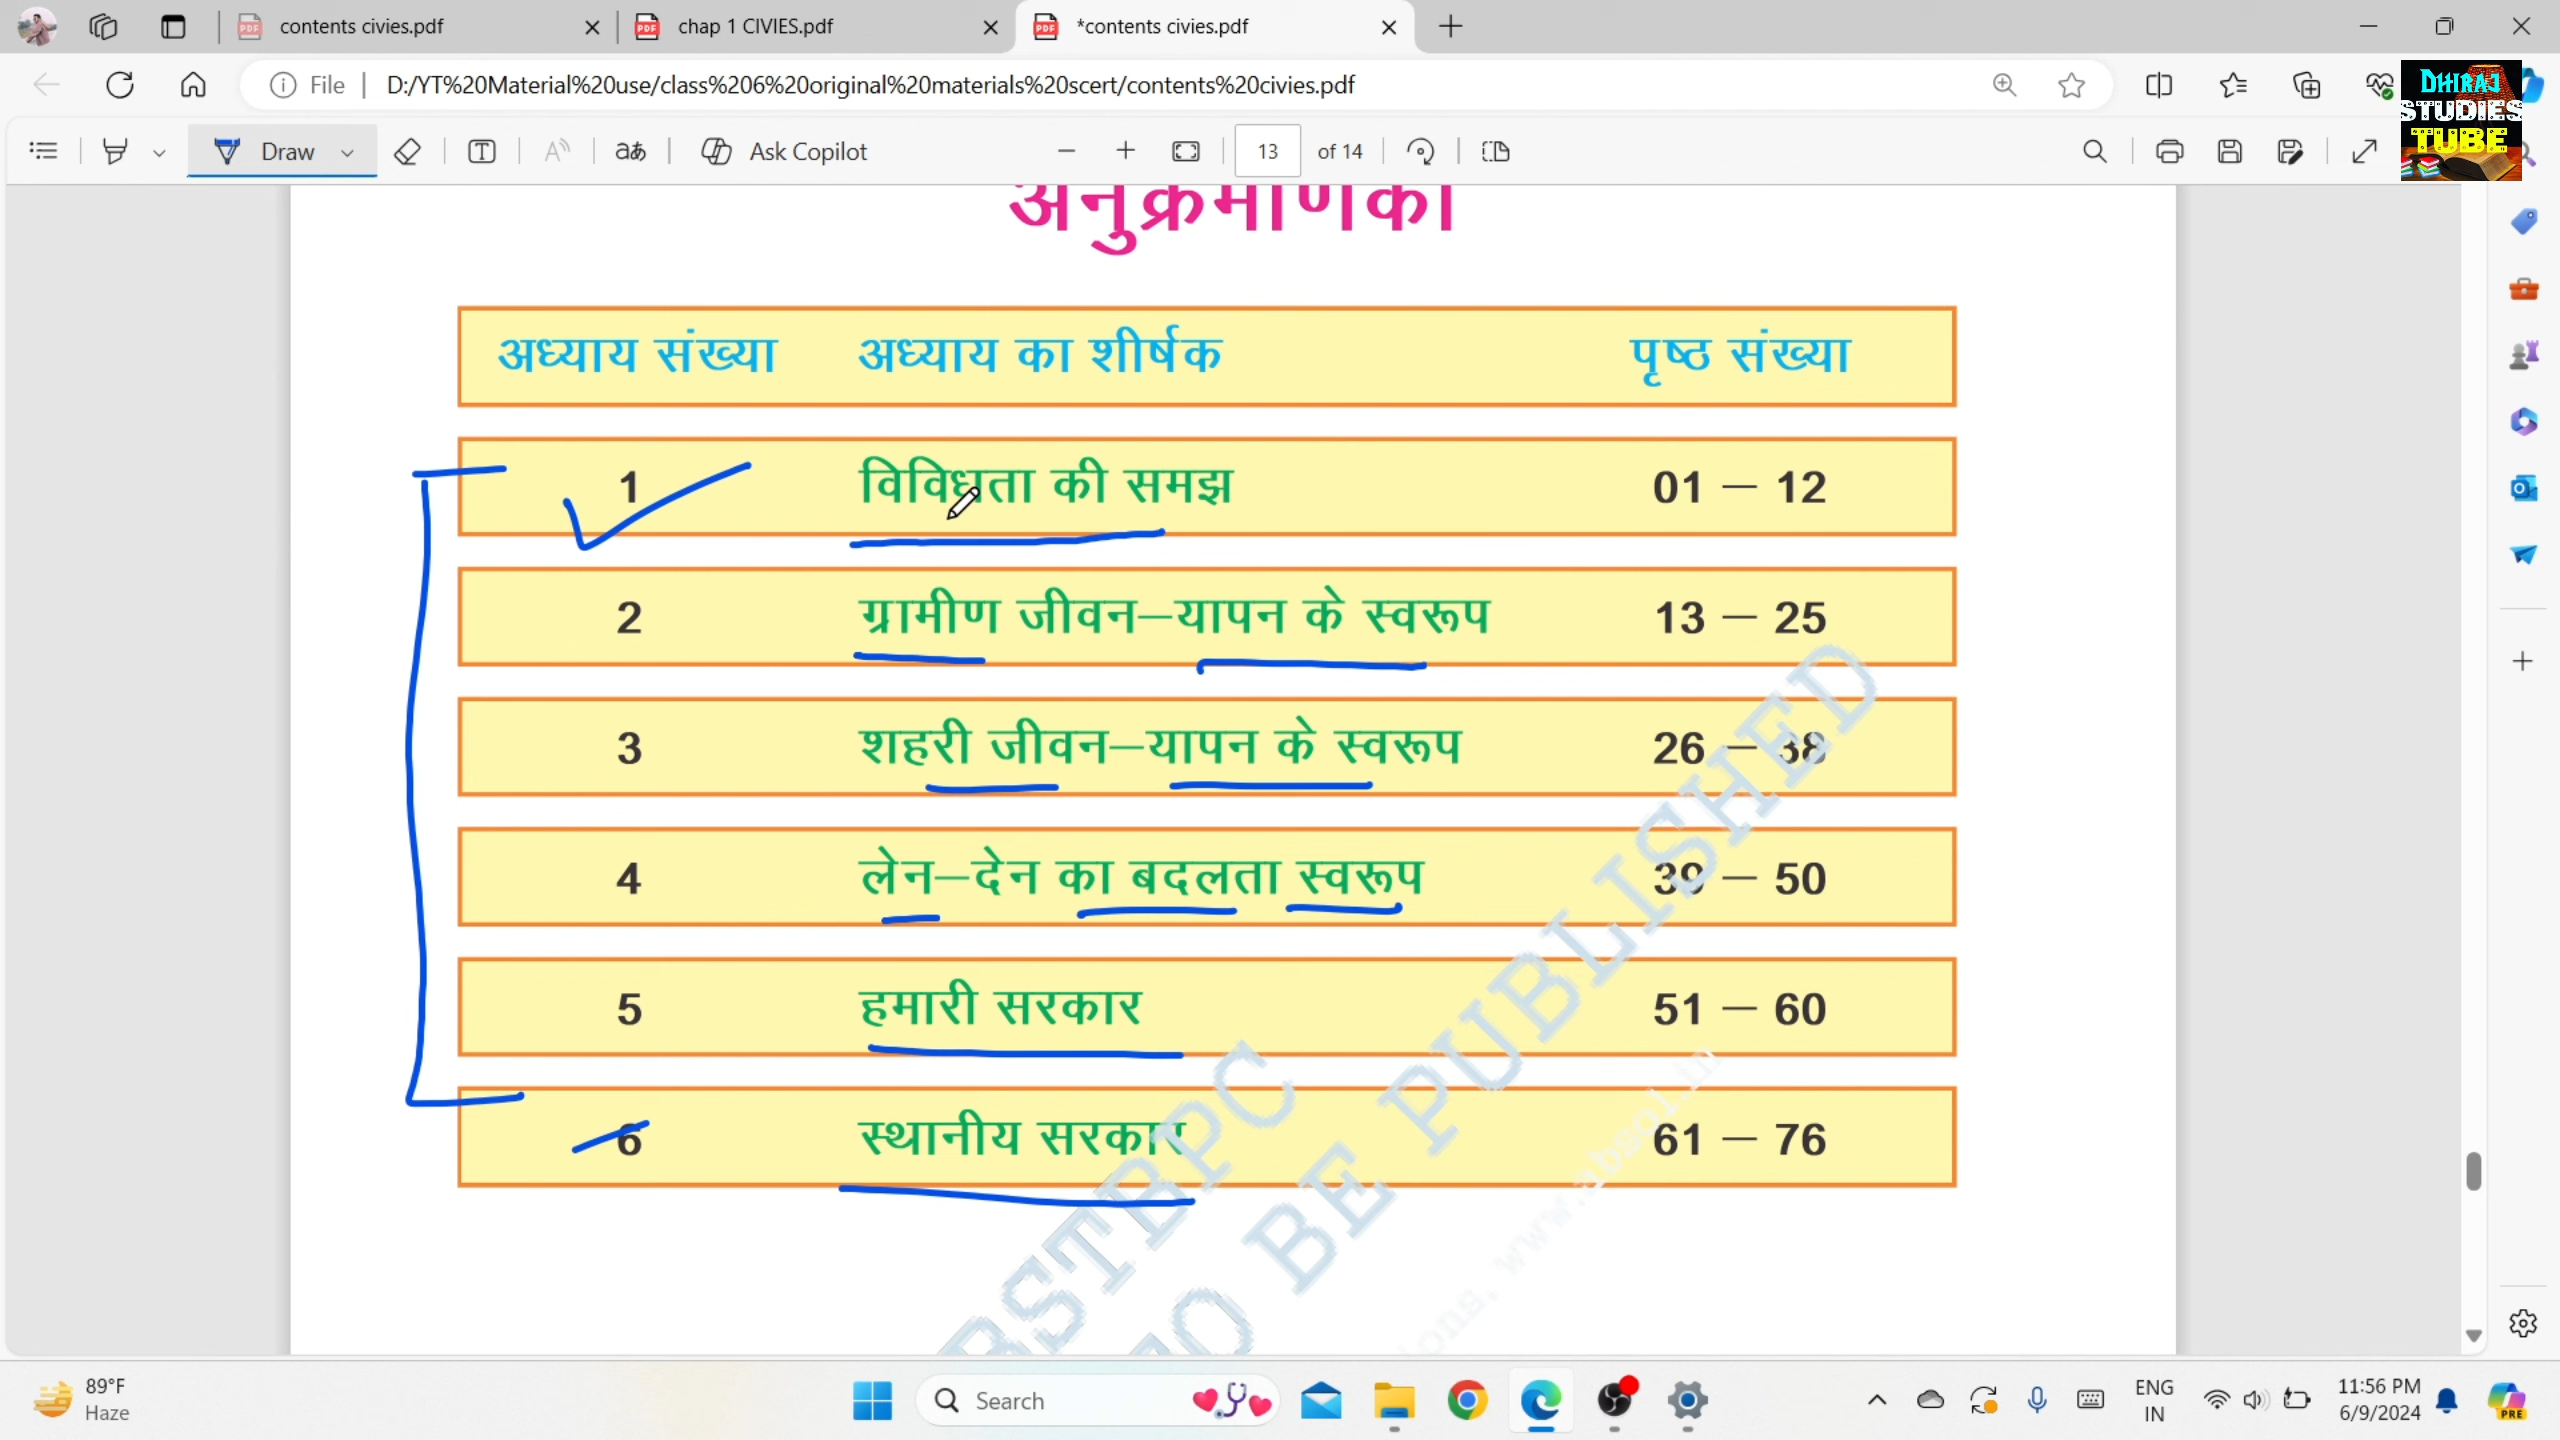 contents civies.pdf
chap 1 CIVIES.pdf
*contents civies.pdf
File
D:/YT%20Material%20use/class%206%20original%20materials%20scert/contents%20civies.pdf
DHIRAJ
STUDIES
TUBE
Draw
Ask Copilot
13 of 14
अनुक्रमणिका
अध्याय संख्या अध्याय का शीर्षक पृष्ठ संख्या
1 विविधता की समझ 01 – 12
2 ग्रामीण जीवन–यापन के स्वरूप 13 – 25
3 शहरी जीवन–यापन के स्वरूप 26 – 38
4 लेन–देन का बदलता स्वरूप 39 – 50
5 हमारी सरकार 51 – 60
6 स्थानीय सरकार 61 – 76
BSTBPC
TO BE PUBLISHED
89°F
Haze
Search
ENG
IN
11:56 PM
6/9/2024
PRE